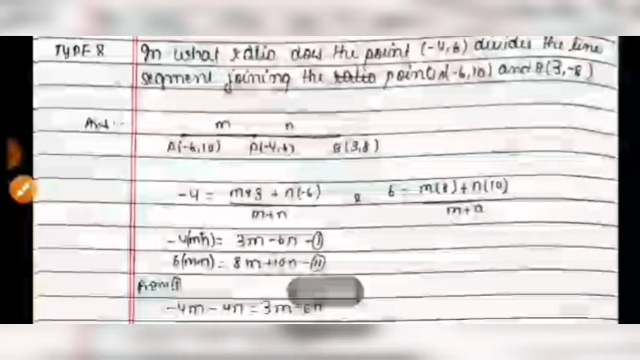 TYPE 8 In what ratio does the point (-4,6) divides the line
segment joining the ratio point A(-6,10) and B(3,-8)
Ans:-
m n
A(-6,10) P(-4,6) B(3,8)
-4 = m×3 + n(-6) / m+n & 6 = m(8) + n(10) / m+n
-4(m+n) = 3m - 6n - (I)
6(m+n) = 8m + 10n - (II)
from (I)
-4m - 4n = 3m - 6n